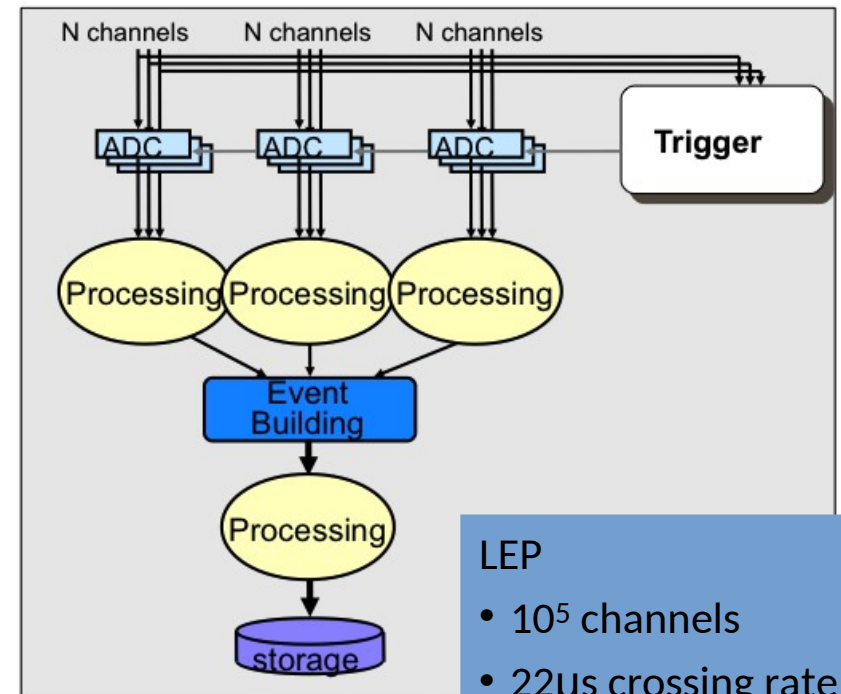 N channels N channels N channels
Trigger
ADC ADC ADC
Processing Processing Processing
Event
Building
Processing
storage
LEP
• 10⁵ channels
• 22μs crossing rate